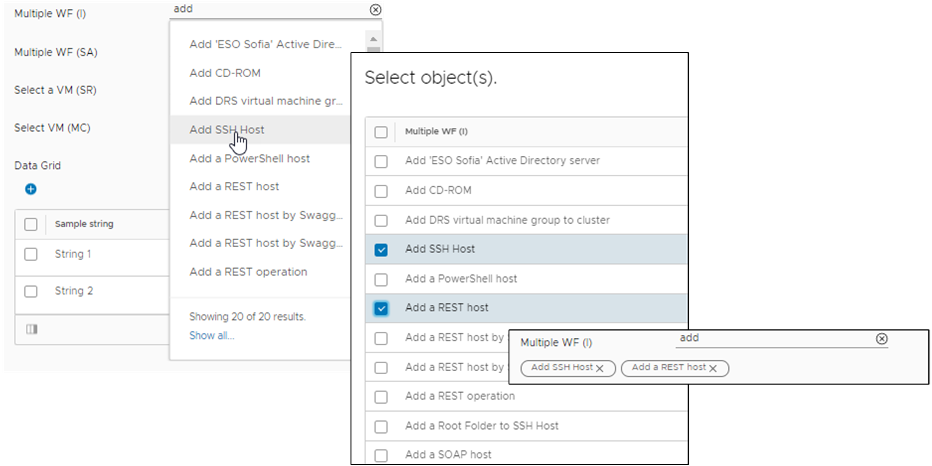 Multiple WF (I)
add
Multiple WF (SA)
Select a VM (SR)
Select VM (MC)
Data Grid
Sample string
String 1
String 2
Add 'ESO Sofia' Active Dire...
Add CD-ROM
Add DRS virtual machine gr...
Add SSH Host
Add a PowerShell host
Add a REST host
Add a REST host by Swagg...
Add a REST host by Swagg...
Add a REST operation
Showing 20 of 20 results.
Show all...
Select object(s).
Multiple WF (I)
Add 'ESO Sofia' Active Directory server
Add CD-ROM
Add DRS virtual machine group to cluster
Add SSH Host
Add a PowerShell host
Add a REST host
Add a REST host by
Add a REST host by
Add a REST operation
Add a Root Folder to SSH Host
Add a SOAP host
Multiple WF (I)
add
Add SSH Host
Add a REST host